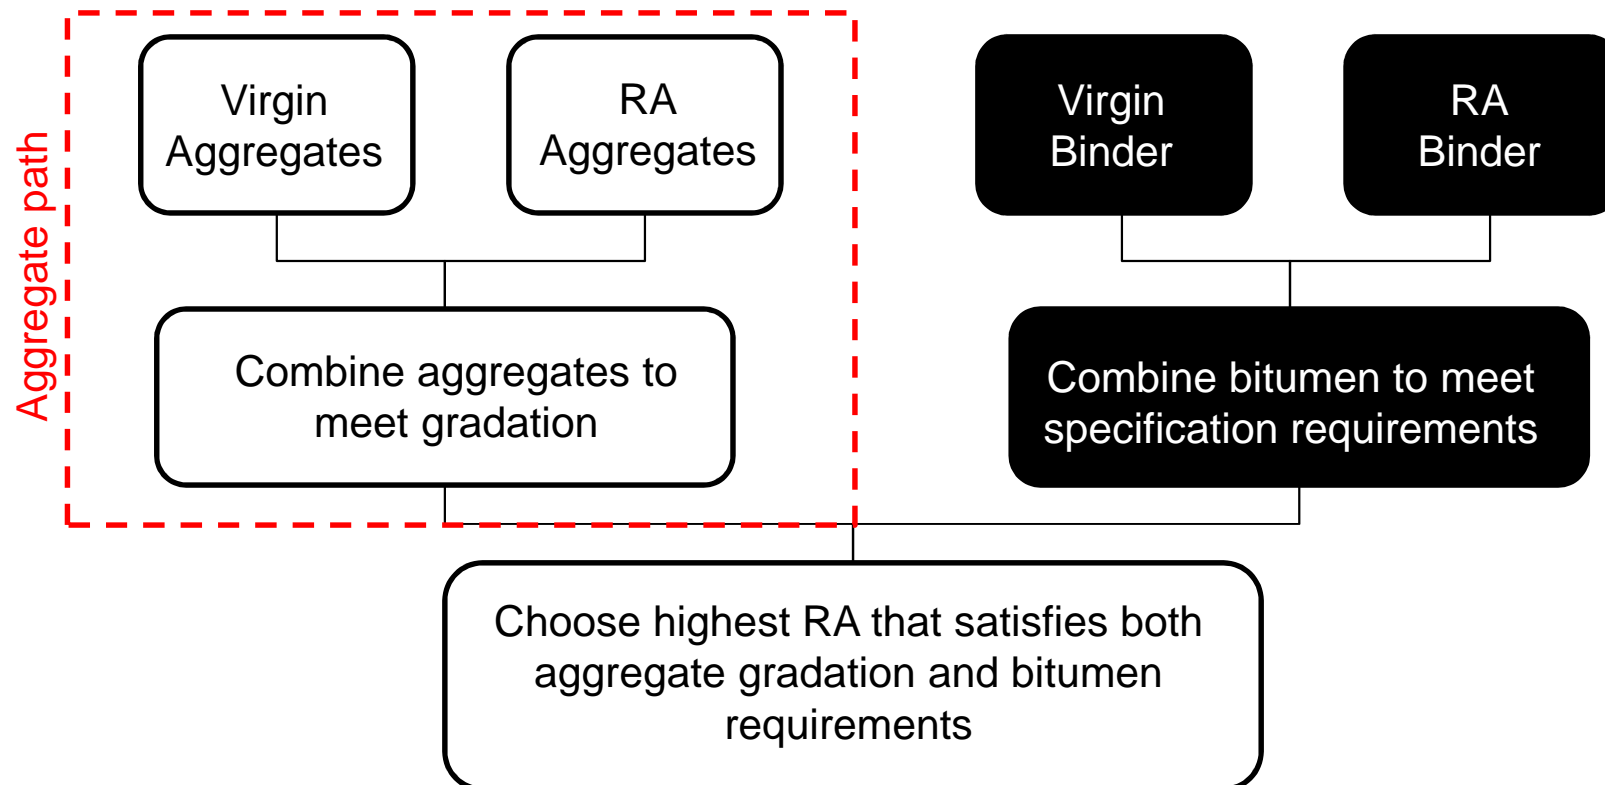 Aggregate path
Virgin
Aggregates
RA
Aggregates
Virgin
Binder
RA
Binder
Combine aggregates to
meet gradation
Combine bitumen to meet
specification requirements
Choose highest RA that satisfies both
aggregate gradation and bitumen
requirements